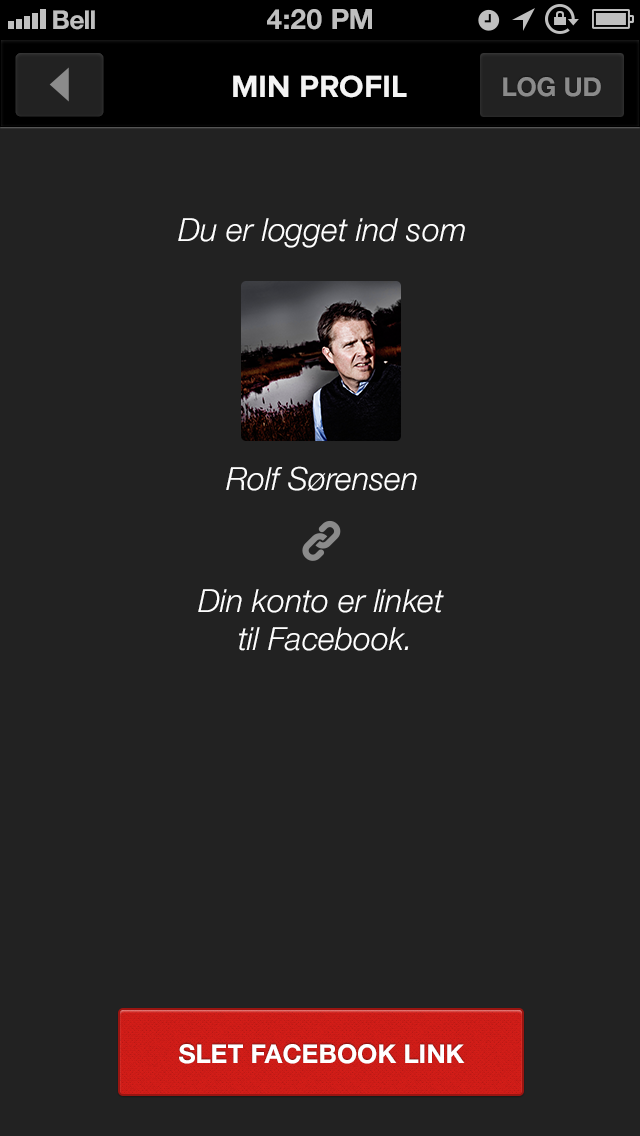 Bell 4:20 PM
MIN PROFIL
LOG UD
Du er logget ind som
Rolf Sørensen
Din konto er linket
til Facebook.
SLET FACEBOOK LINK